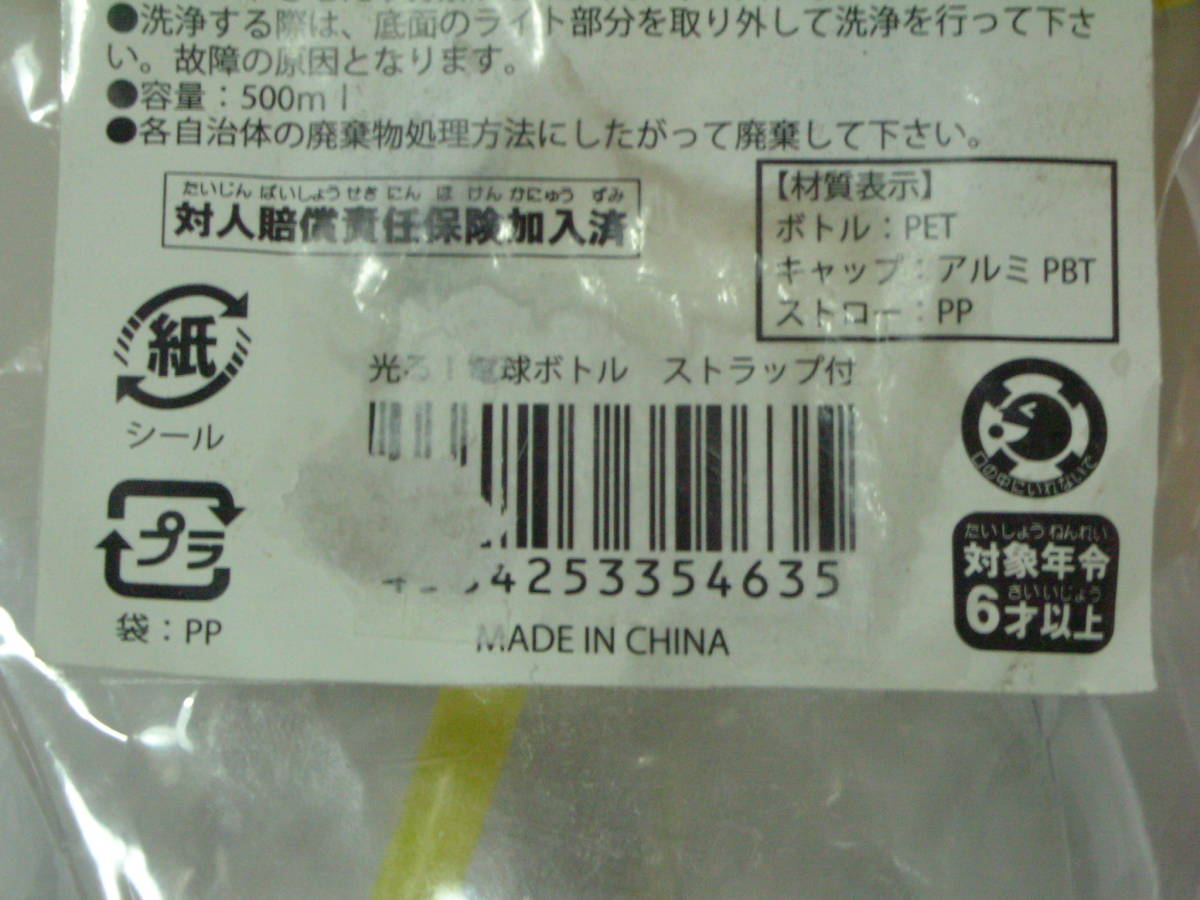 ●洗浄する際は、底面のライト部分を取り外して洗浄を行って下さ
い。故障の原因となります。
●容量：500ml
●各自治体の廃棄物処理方法にしたがって廃棄して下さい。
たいじん ばいしょう せき にん ほ けん かにゅう ずみ
対人賠償責任保険加入済
【材質表示】
ボトル：PET
キャップ：アルミ PBT
ストロー：PP
紙
シール
プラ
袋：PP
光る！電球ボトル ストラップ付
4253354635
MADE IN CHINA
口の中にいれないで
たい しょう ねんれい
対象年令
さい いじょう
6才以上